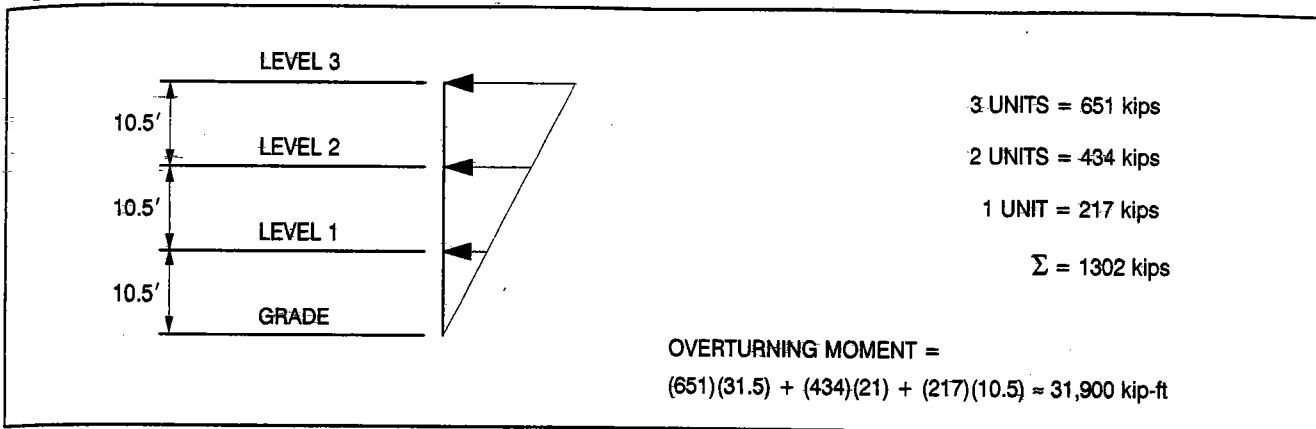 LEVEL 3
10.5′
LEVEL 2
10.5′
LEVEL 1
10.5′
GRADE
3 UNITS = 651 kips
2 UNITS = 434 kips
1 UNIT = 217 kips
Σ = 1302 kips
OVERTURNING MOMENT =
(651)(31.5) + (434)(21) + (217)(10.5) ≈ 31,900 kip-ft